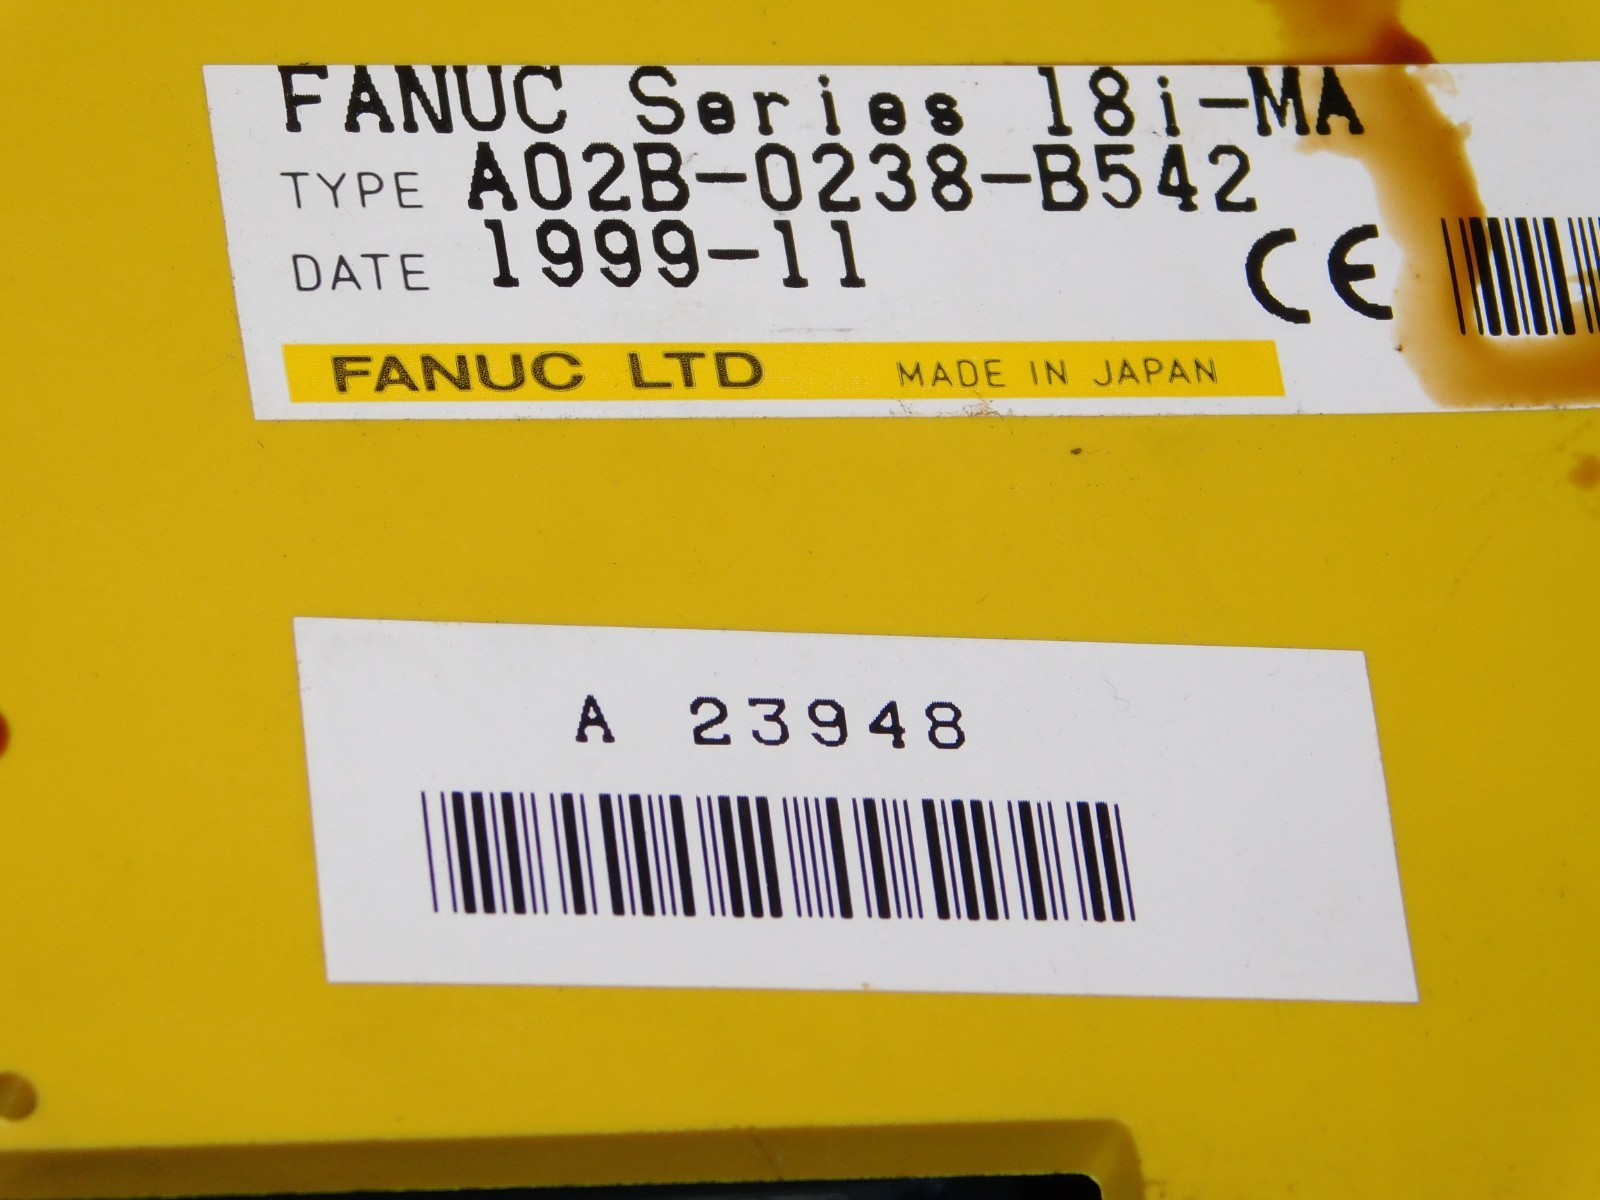 FANUC Series 18i-MA
TYPE A02B-0238-B542
DATE 1999-11
CE
FANUC LTD MADE IN JAPAN
A 23948